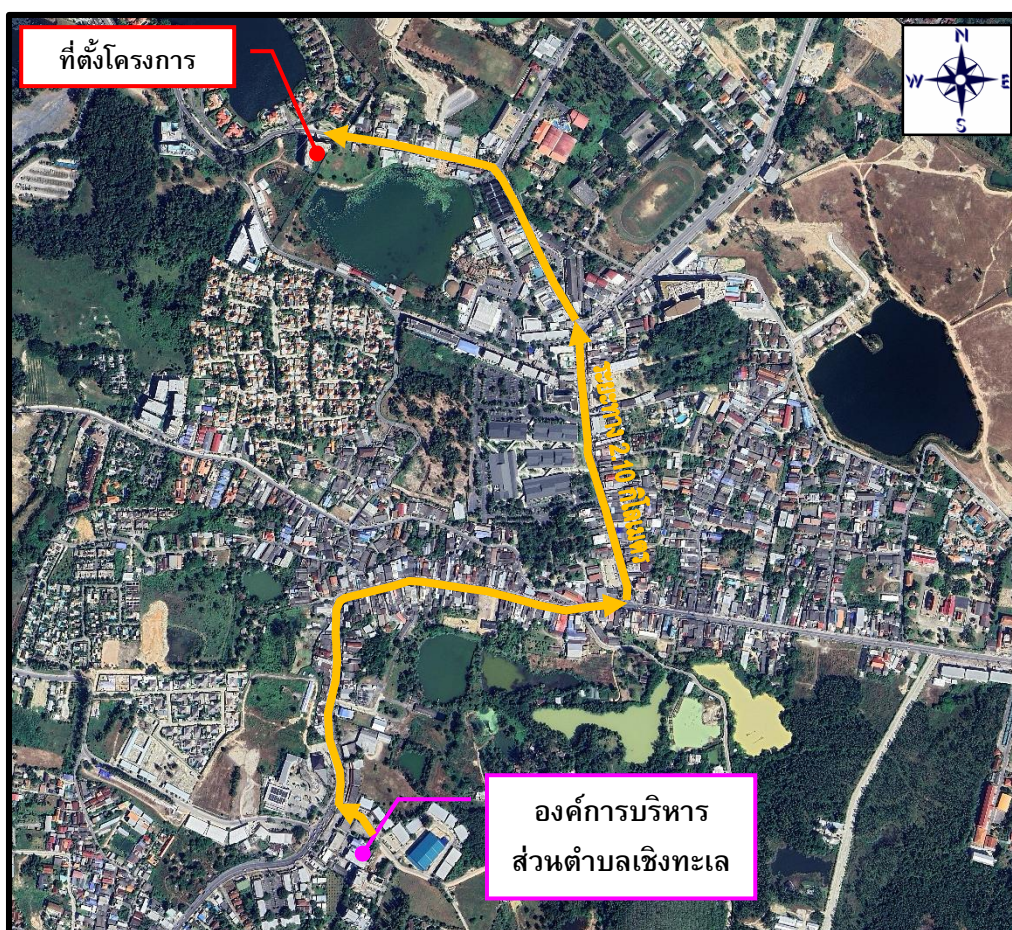 ที่ตั้งโครงการ
N
W E
S
ระยะทาง 2.10 กิโลเมตร
องค์การบริหาร
ส่วนตำบลเชิงทะเล